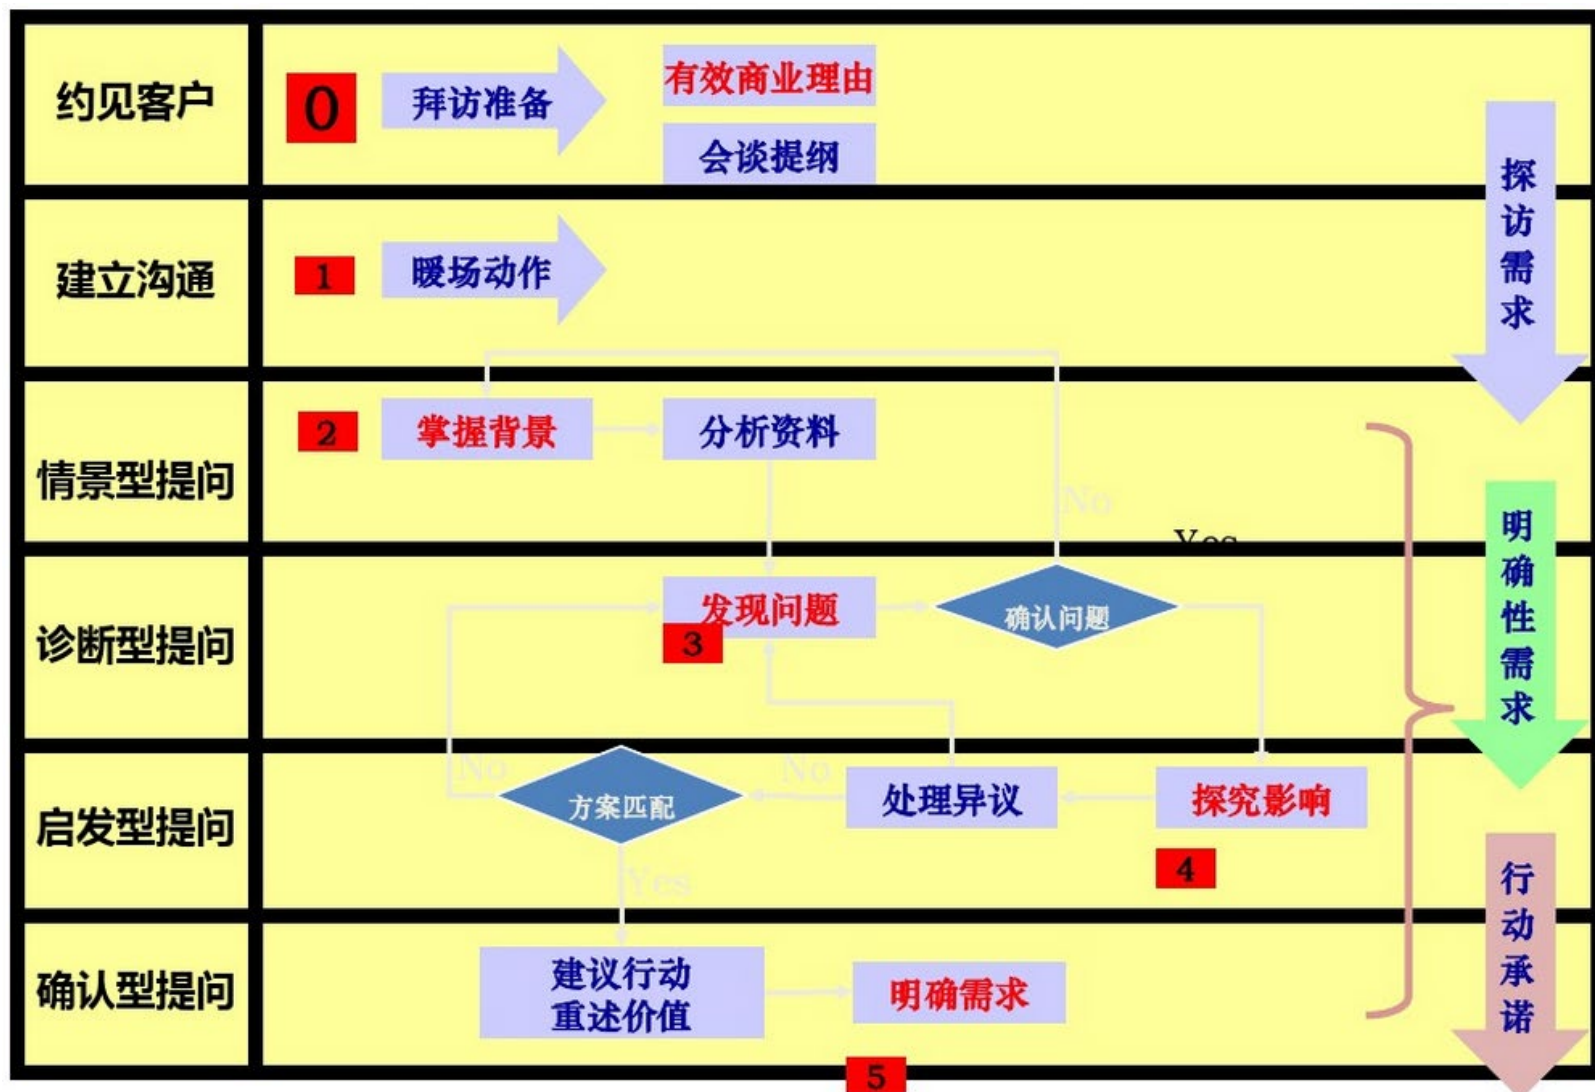 约见客户
0
拜访准备
有效商业理由
会谈提纲
建立沟通
1
暖场动作
情景型提问
2
掌握背景
分析资料
No
Yes
诊断型提问
发现问题
3
确认问题
启发型提问
No
方案匹配
No
处理异议
探究影响
4
Yes
确认型提问
建议行动
重述价值
明确需求
5
探访需求
明确性需求
行动承诺